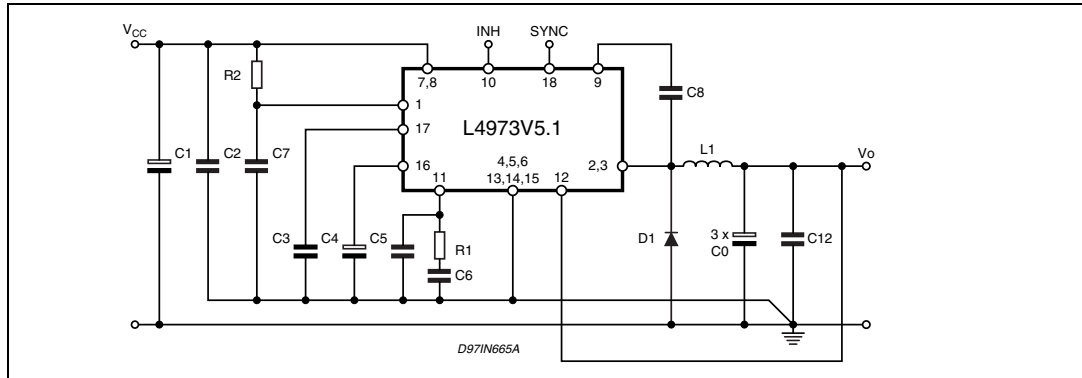 VCC
INH
SYNC
7,8
10
18
9
R2
C8
1
L4973V5.1
17
C1
C2
C7
16
4,5,6
13,14,15
11
12
2,3
L1
Vo
C3
C4
C5
R1
C6
D1
3 x
C0
C12
D97IN665A